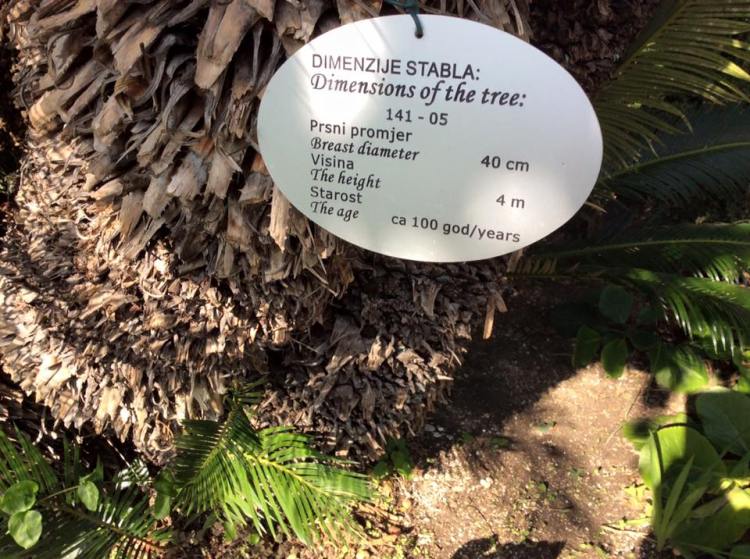 DIMENZIJE STABLA:
Dimensions of the tree:
141 - 05
Prsni promjer
Breast diameter 40 cm
Visina
The height 4 m
Starost
The age ca 100 god/years